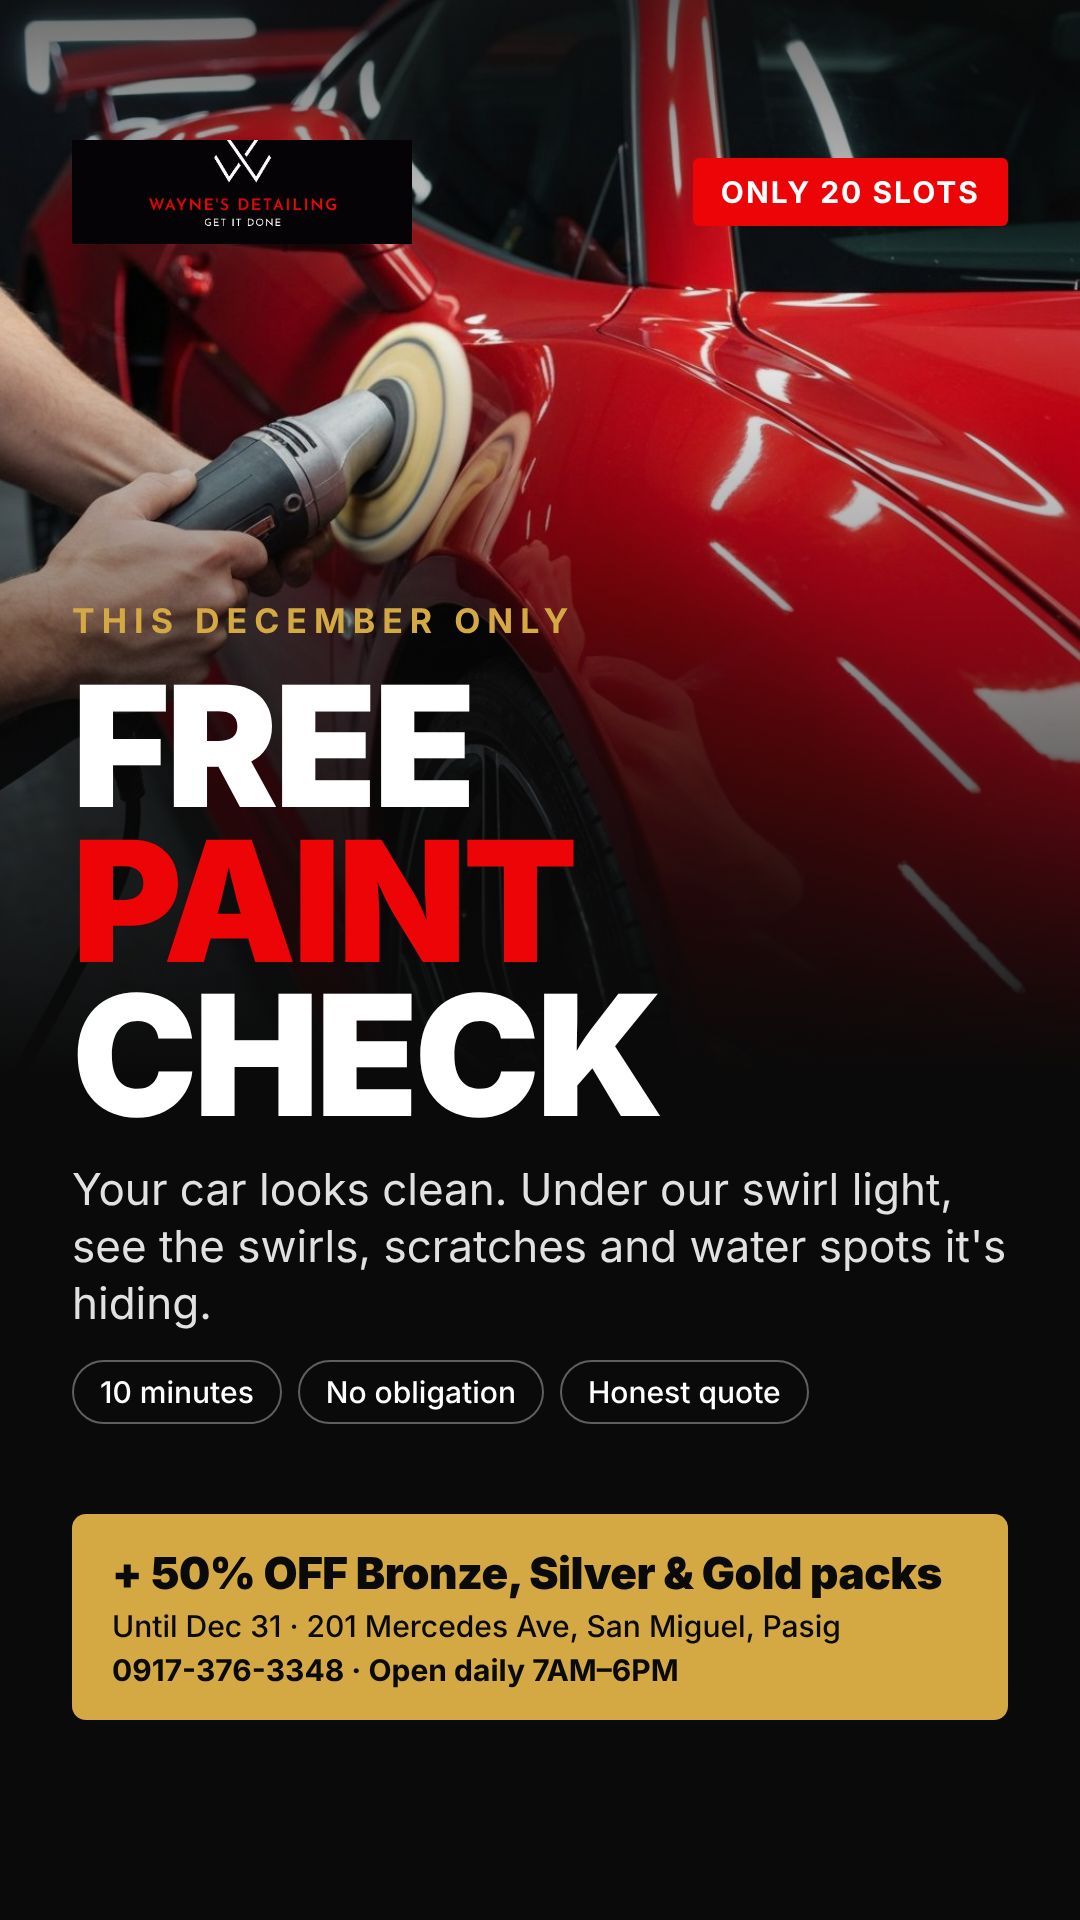 WAYNE'S DETAILING
GET IT DONE
ONLY 20 SLOTS
THIS DECEMBER ONLY
FREE
PAINT
CHECK
Your car looks clean. Under our swirl light,
see the swirls, scratches and water spots it's
hiding.
10 minutes
No obligation
Honest quote
+ 50% OFF Bronze, Silver & Gold packs
Until Dec 31 · 201 Mercedes Ave, San Miguel, Pasig
0917-376-3348 · Open daily 7AM–6PM